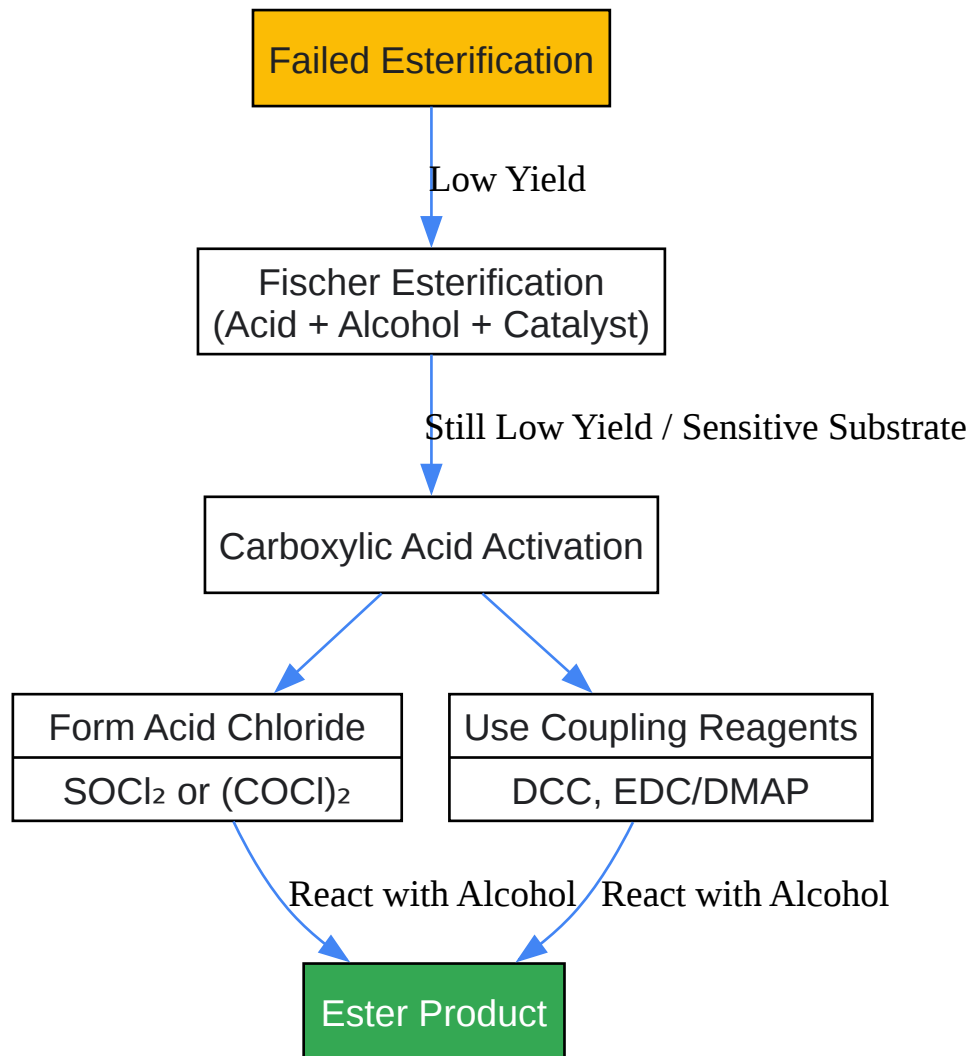 Failed Esterification
Low Yield
Fischer Esterification
(Acid + Alcohol + Catalyst)
Still Low Yield / Sensitive Substrate
Carboxylic Acid Activation
Form Acid Chloride
SOCl₂ or (COCl)₂
Use Coupling Reagents
DCC, EDC/DMAP
React with Alcohol
React with Alcohol
Ester Product